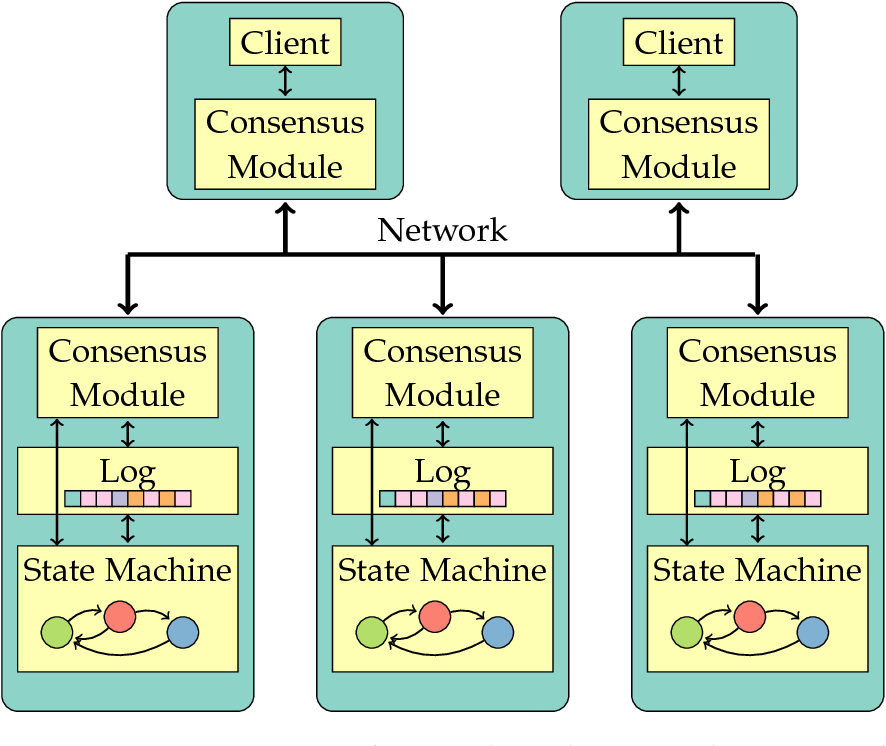 Client
Consensus
Module
Client
Consensus
Module
Network
Consensus
Module
Log
State Machine
Consensus
Module
Log
State Machine
Consensus
Module
Log
State Machine